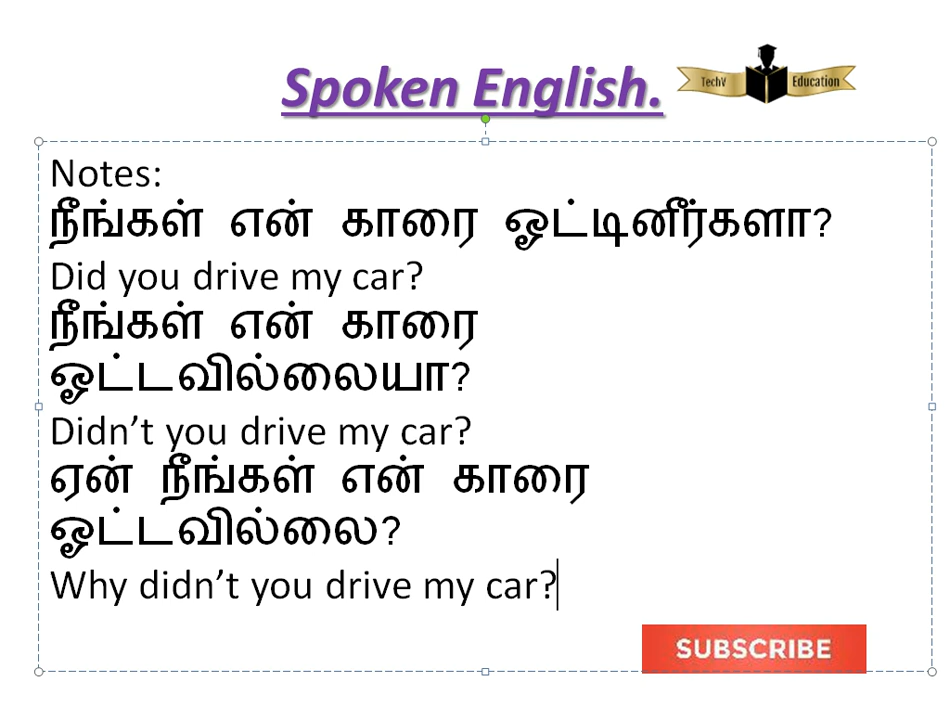 Spoken English.
TechV Education
Notes:
நீங்கள் என் காரை ஓட்டினீர்களா?
Did you drive my car?
நீங்கள் என் காரை
ஓட்டவில்லையா?
Didn’t you drive my car?
ஏன் நீங்கள் என் காரை
ஓட்டவில்லை?
Why didn’t you drive my car?
SUBSCRIBE